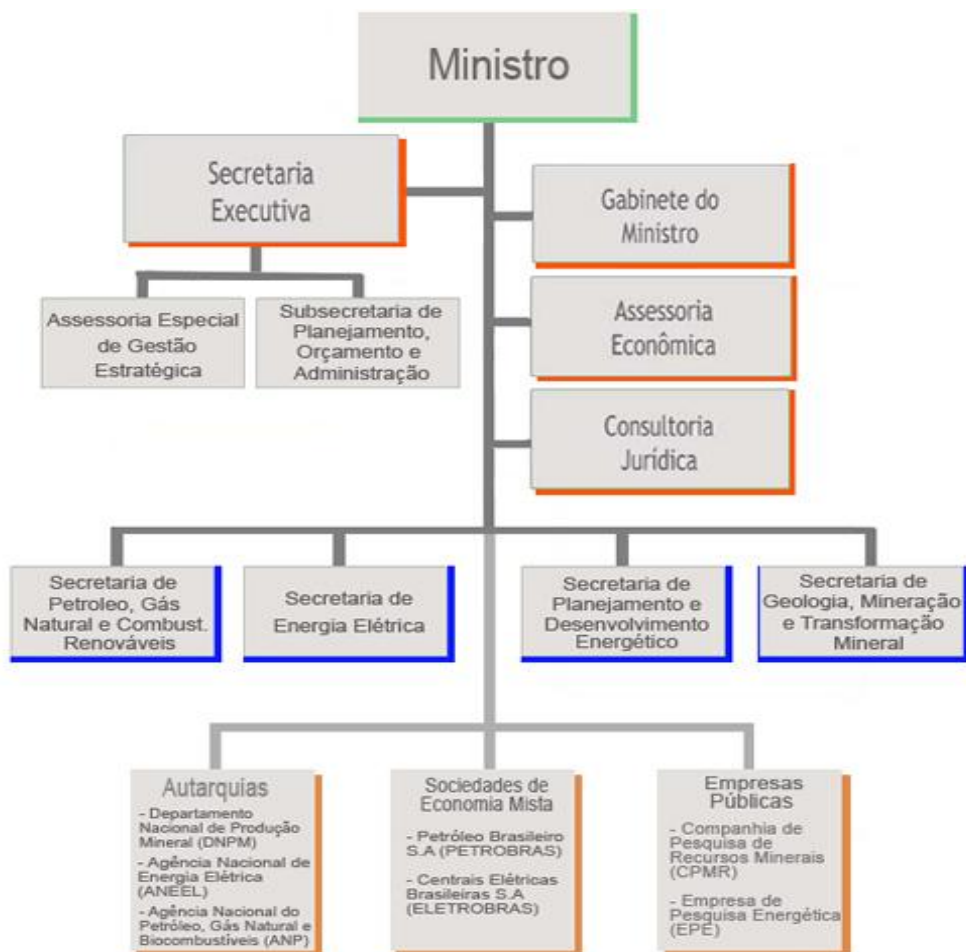 Ministro
Secretaria
Executiva
Gabinete do
Ministro
Assessoria Especial
de Gestão
Estratégica
Subsecretaria de
Planejamento,
Orçamento e
Administração
Assessoria
Econômica
Consultoria
Jurídica
Secretaria de
Petroleo, Gás
Natural e Combust.
Renováveis
Secretaria de
Energia Elétrica
Secretaria de
Planejamento e
Desenvolvimento
Energético
Secretaria de
Geologia, Mineração
e Transformação
Mineral
Autarquias
- Departamento
Nacional de Produção
Mineral (DNPM)
- Agência Nacional de
Energia Elétrica
(ANEEL)
- Agência Nacional do
Petróleo, Gás Natural e
Biocombustíveis (ANP)
Sociedades de
Economia Mista
- Petróleo Brasileiro
S.A (PETROBRAS)
- Centrais Elétricas
Brasileiras S.A
(ELETROBRAS)
Empresas
Públicas
- Companhia de
Pesquisa de
Recursos Minerais
(CPMR)
- Empresa de
Pesquisa Energética
(EPE)